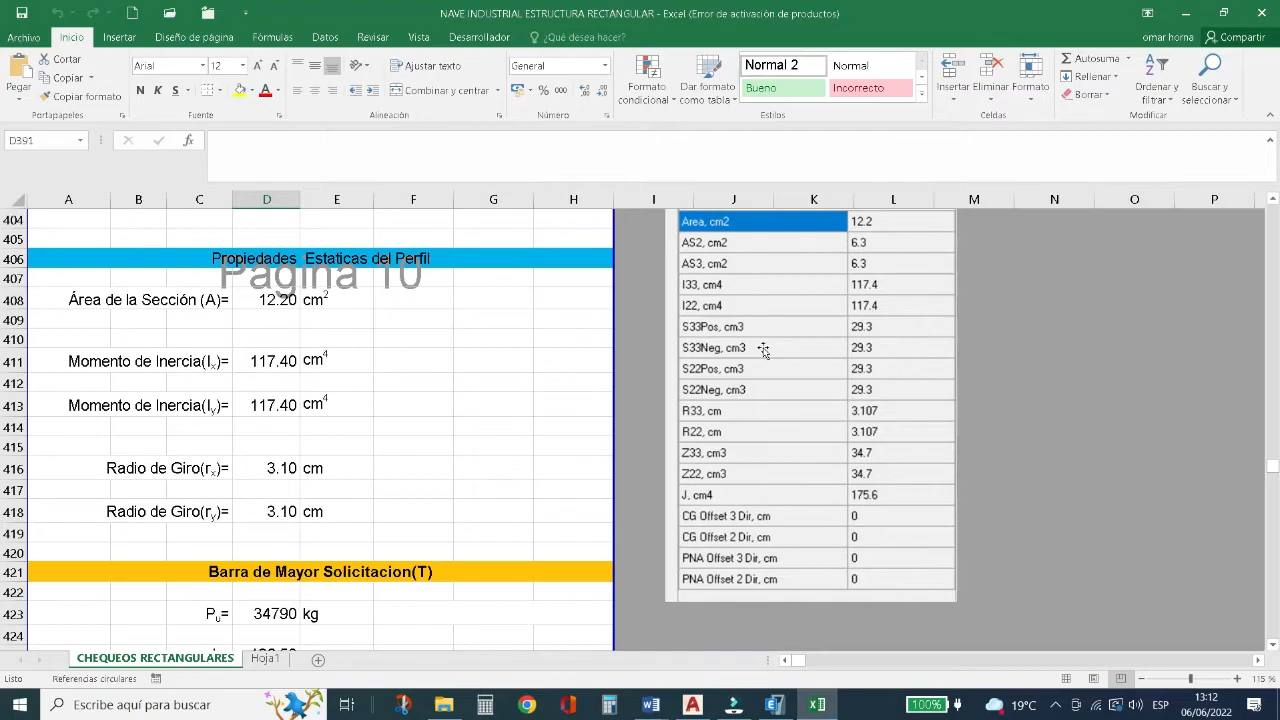 NAVE INDUSTRIAL ESTRUCTURA RECTANGULAR - Excel (Error de activación de productos)
Archivo Inicio Insertar Diseño de página Fórmulas Datos Revisar Vista Desarrollador ¿Qué desea hacer? omar horna Compartir
Pegar
Cortar
Copiar
Copiar formato
Portapapeles
Arial 12
N K S
Fuente
Ajustar texto
Combinar y centrar
Alineación
General
% 000
Número
Formato condicional
Dar formato como tabla
Normal 2 Normal
Bueno Incorrecto
Estilos
Insertar Eliminar Formato
Celdas
Autosuma
Rellenar
Borrar
Ordenar y filtrar
Buscar y seleccionar
Modificar
D391 fx
A B C D E F G H I J K L M N O P
404
405
406 Propiedades Estaticas del Perfil
Pagina 10
407
408 Área de la Sección (A)= 12.20 cm2
409
410
411 Momento de Inercia(Ix)= 117.40 cm4
412
413 Momento de Inercia(Iy)= 117.40 cm4
414
415
416 Radio de Giro(rx)= 3.10 cm
417
418 Radio de Giro(ry)= 3.10 cm
419
420
421 Barra de Mayor Solicitacion(T)
422
423 Pu= 34790 kg
424
Area, cm2 12.2
AS2, cm2 6.3
AS3, cm2 6.3
I33, cm4 117.4
I22, cm4 117.4
S33Pos, cm3 29.3
S33Neg, cm3 29.3
S22Pos, cm3 29.3
S22Neg, cm3 29.3
R33, cm 3.107
R22, cm 3.107
Z33, cm3 34.7
Z22, cm3 34.7
J, cm4 175.6
CG Offset 3 Dir, cm 0
CG Offset 2 Dir, cm 0
PNA Offset 3 Dir, cm 0
PNA Offset 2 Dir, cm 0
CHEQUEOS RECTANGULARES Hoja1
Listo Referencias circulares 115 %
Escribe aquí para buscar
100% 19°C ESP 13:12
06/06/2022